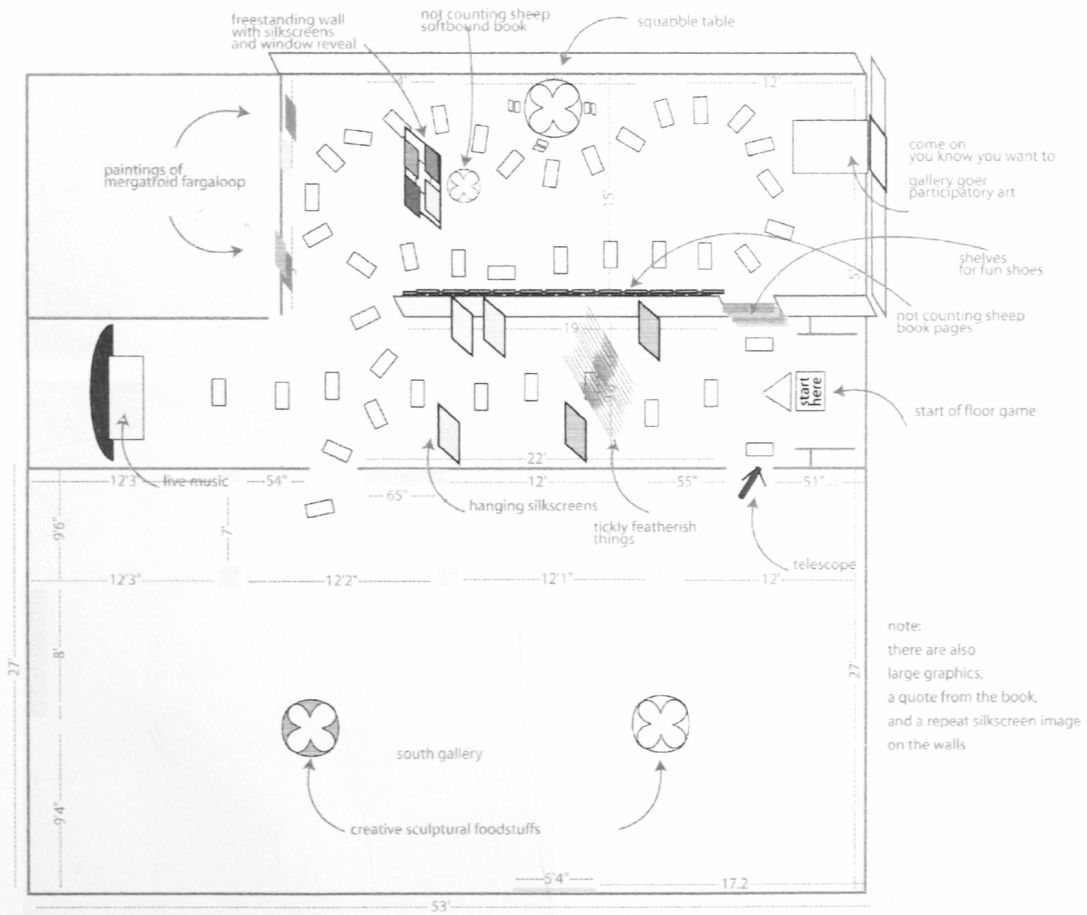 freestanding wall
with silkscreens
and window reveal
not counting sheep
softbound book
squabble table
12'
paintings of
mergatroid fargaloop
come on
you know you want to
gallery goer
participatory art
15'
shelves
for fun shoes
not counting sheep
book pages
19'
start
here
start of floor game
22'
12'3"
live music
54"
65"
12'
55"
51"
hanging silkscreens
tickly featherish
things
telescope
9'6"
7'
12'3"
12'2"
12'1"
12'
27'
8'
27'
note:
there are also
large graphics,
a quote from the book,
and a repeat silkscreen image
on the walls
south gallery
9'4"
creative sculptural foodstuffs
5'4"
17.2
53'